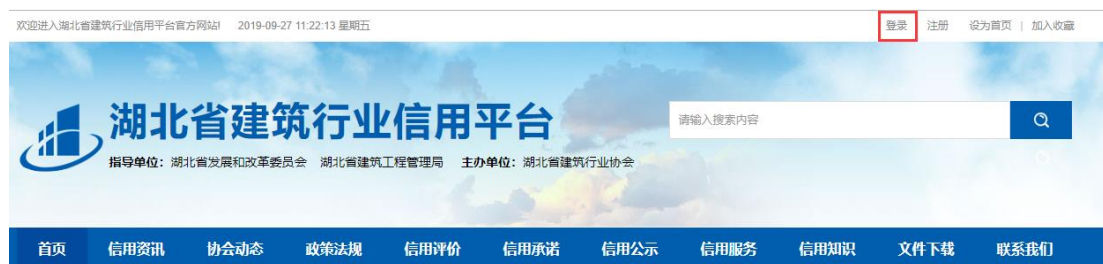 欢迎进入湖北省建筑行业信用平台官方网站! 2019-09-27 11:22:13 星期五 登录 注册 设为首页 | 加入收藏
湖北省建筑行业信用平台
请输入搜索内容
指导单位：湖北省发展和改革委员会 湖北省建筑工程管理局 主办单位：湖北省建筑行业协会
首页 信用资讯 协会动态 政策法规 信用评价 信用承诺 信用公示 信用服务 信用知识 文件下载 联系我们